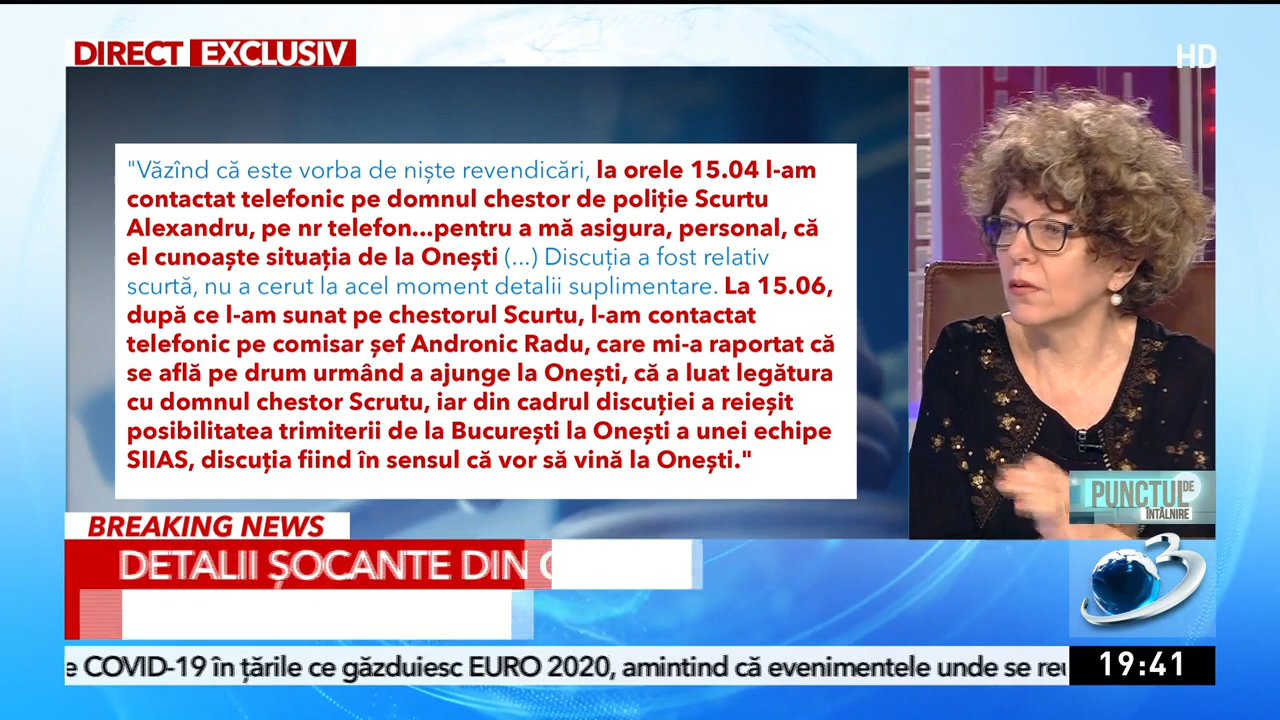 DIRECT EXCLUSIV
HD
"Văzînd că este vorba de niște revendicări, la orele 15.04 l-am
contactat telefonic pe domnul chestor de poliție Scurtu
Alexandru, pe nr telefon...pentru a mă asigura, personal, că
el cunoaște situația de la Onești (...) Discuția a fost relativ
scurtă, nu a cerut la acel moment detalii suplimentare. La 15.06,
după ce l-am sunat pe chestorul Scurtu, l-am contactat
telefonic pe comisar șef Andronic Radu, care mi-a raportat că
se află pe drum urmând a ajunge la Onești, că a luat legătura
cu domnul chestor Scrutu, iar din cadrul discuției a reieșit
posibilitatea trimiterii de la București la Onești a unei echipe
SIIAS, discuția fiind în sensul că vor să vină la Onești."
PUNCTUL DE
ÎNTÂLNIRE
BREAKING NEWS
DETALII ȘOCANTE DIN
3
COVID-19 în țările ce găzduiesc EURO 2020, amintind că evenimentele unde se
19:41